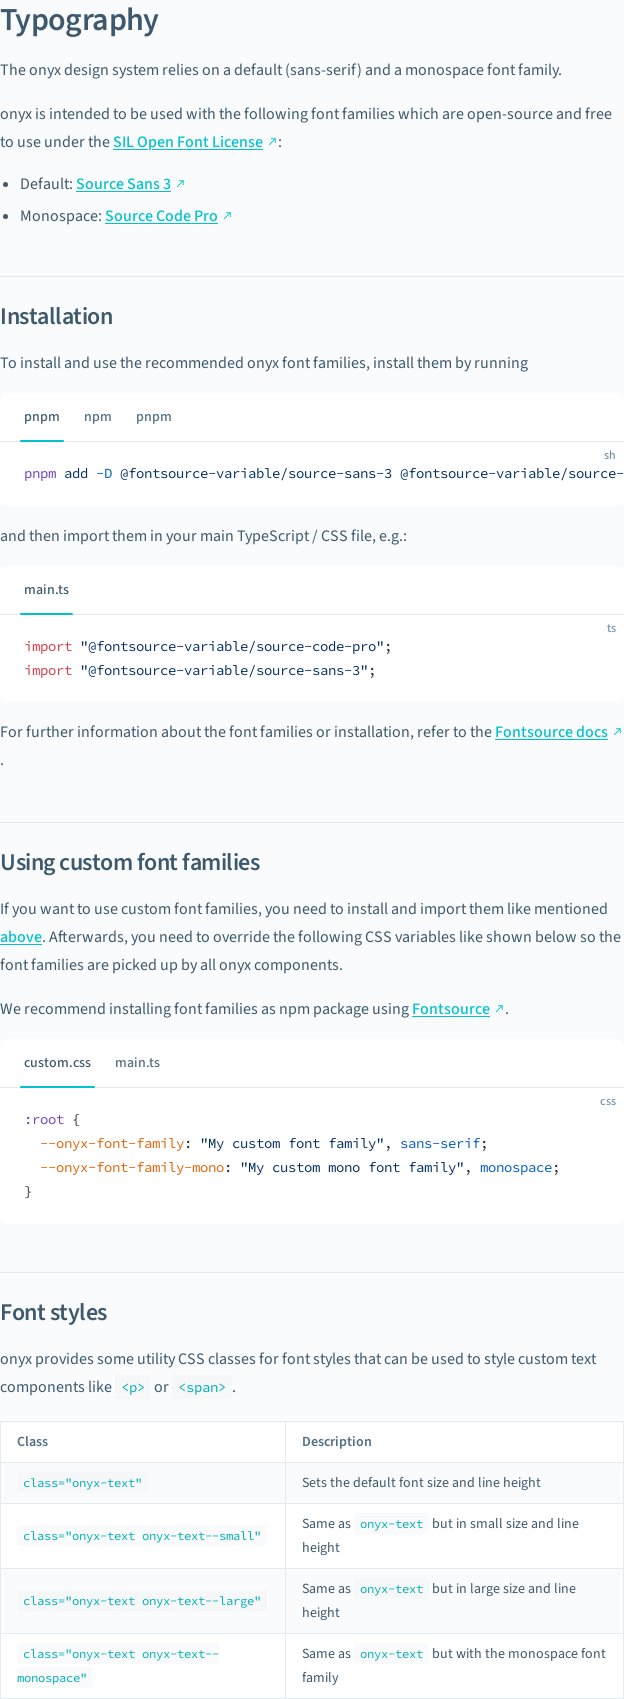 Typography
The onyx design system relies on a default (sans-serif) and a monospace font family.
onyx is intended to be used with the following font families which are open-source and free
to use under the SIL Open Font License ↗:
• Default: Source Sans 3 ↗
• Monospace: Source Code Pro ↗
Installation
To install and use the recommended onyx font families, install them by running
pnpm npm pnpm
sh
pnpm add -D @fontsource-variable/source-sans-3 @fontsource-variable/source-
and then import them in your main TypeScript / CSS file, e.g.:
main.ts
ts
import "@fontsource-variable/source-code-pro";
import "@fontsource-variable/source-sans-3";
For further information about the font families or installation, refer to the Fontsource docs ↗
.
Using custom font families
If you want to use custom font families, you need to install and import them like mentioned
above. Afterwards, you need to override the following CSS variables like shown below so the
font families are picked up by all onyx components.
We recommend installing font families as npm package using Fontsource ↗.
custom.css main.ts
css
:root {
  --onyx-font-family: "My custom font family", sans-serif;
  --onyx-font-family-mono: "My custom mono font family", monospace;
}
Font styles
onyx provides some utility CSS classes for font styles that can be used to style custom text
components like <p> or <span>.
Class Description
class="onyx-text" Sets the default font size and line height
class="onyx-text onyx-text--small" Same as onyx-text but in small size and line
height
class="onyx-text onyx-text--large" Same as onyx-text but in large size and line
height
class="onyx-text onyx-text--
monospace"
Same as onyx-text but with the monospace font
family